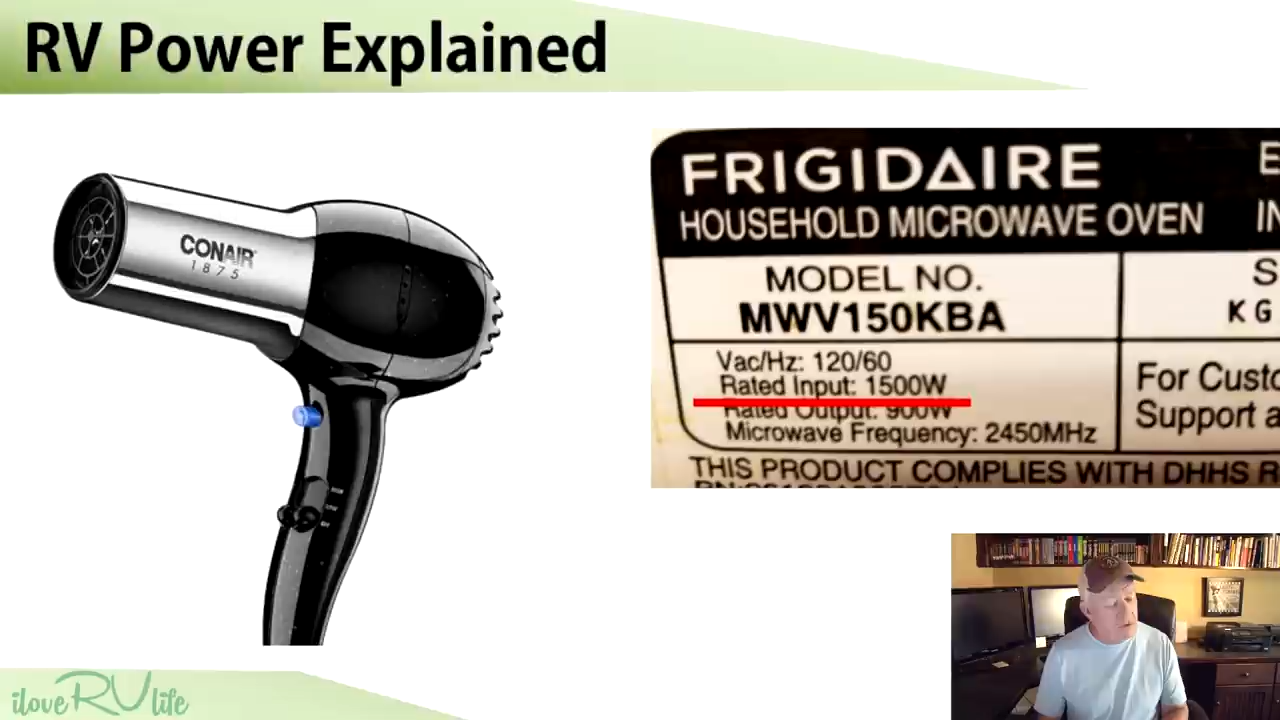 RV Power Explained
CONAIR
1875
FRIGIDAIRE
HOUSEHOLD MICROWAVE OVEN
MODEL NO.
MWV150KBA
Vac/Hz: 120/60
Rated Input: 1500W
Rated Output: 900W
Microwave Frequency: 2450MHz
For Custo
Support a
KG
THIS PRODUCT COMPLIES WITH DHHS R
iloveRVlife